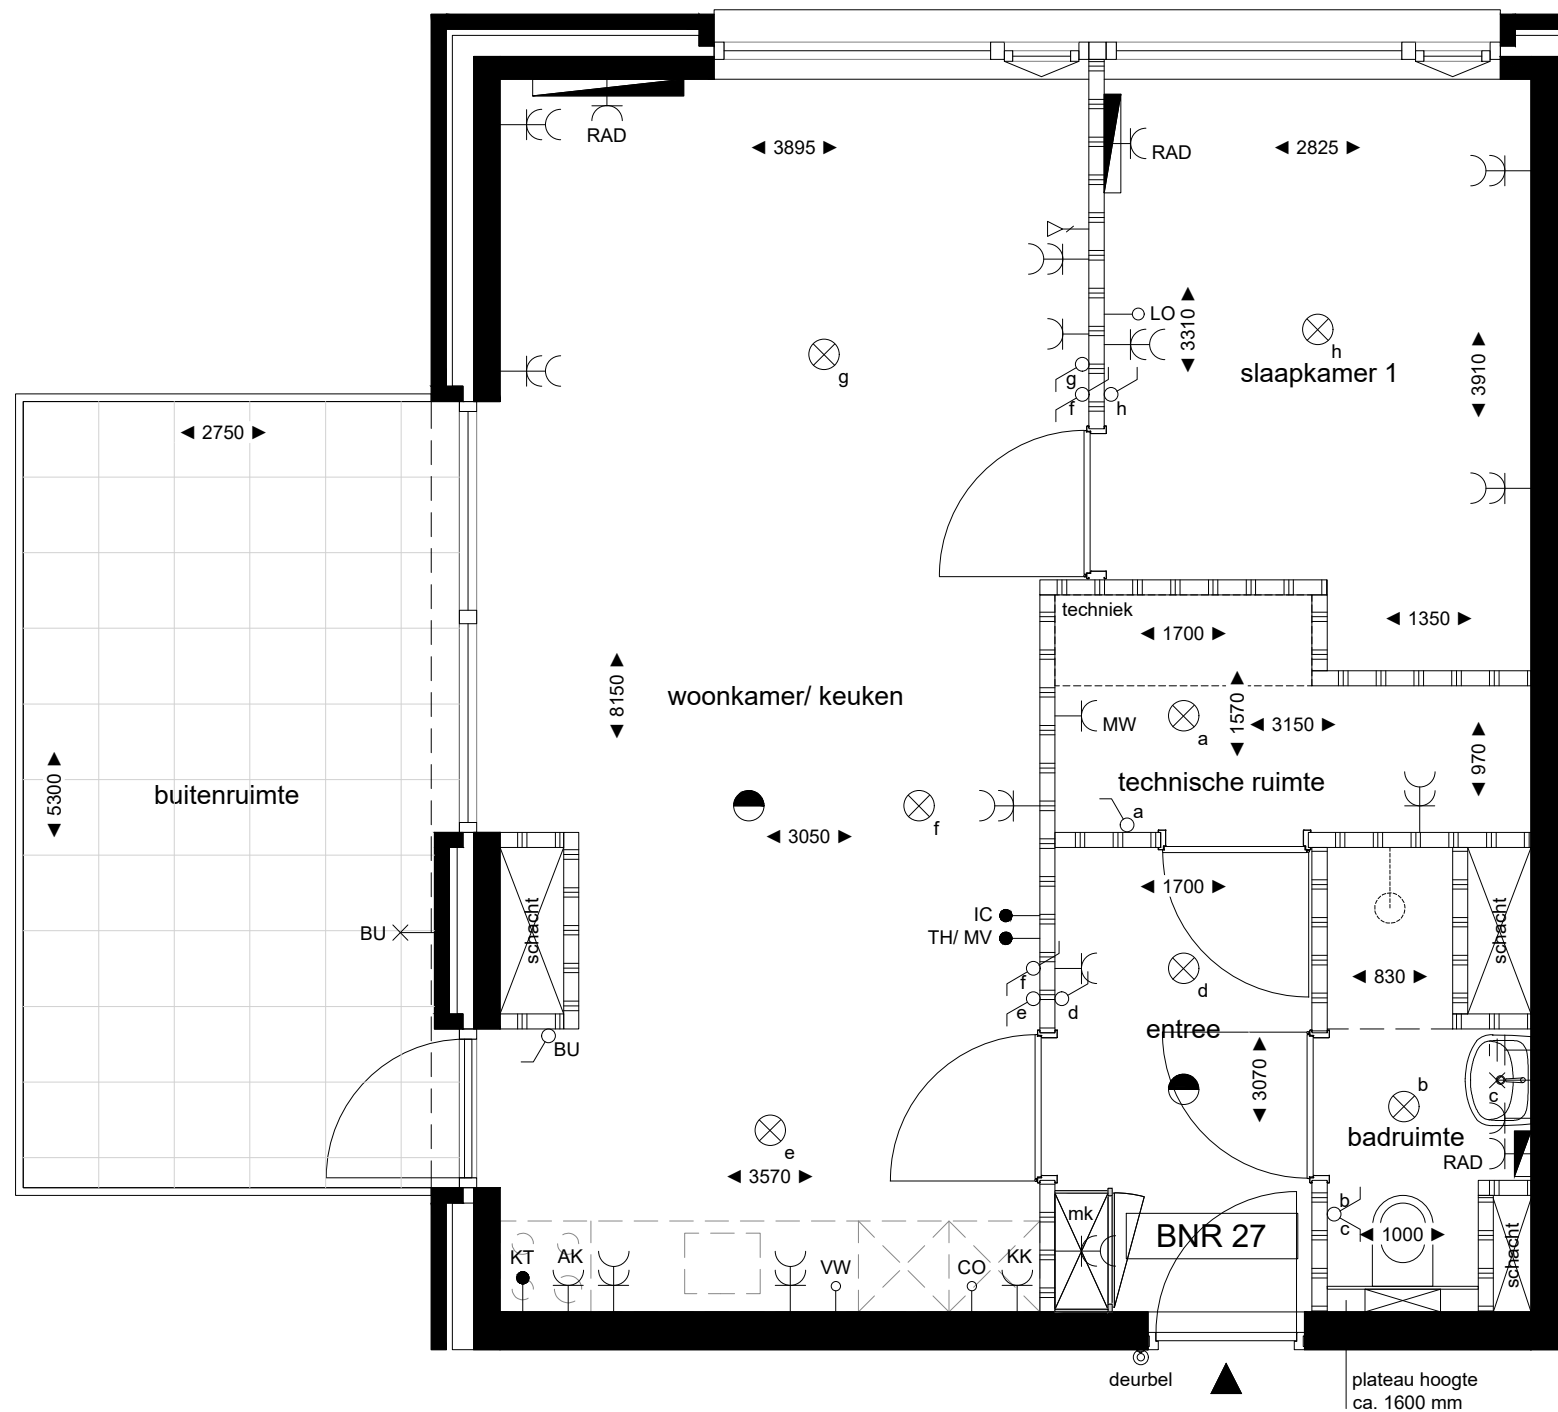 RAD
◄ 3895 ►
RAD
◄ 2825 ►
LO
◄ 3310 ►
g
h
slaapkamer 1
◄ 3910 ►
g
f
h
◄ 2750 ►
techniek
◄ 1700 ►
◄ 1350 ►
◄ 8150 ►
woonkamer/ keuken
MW
a
◄ 1570 ►
◄ 3150 ►
◄ 970 ►
technische ruimte
◄ 5300 ►
buitenruimte
f
a
◄ 3050 ►
◄ 1700 ►
schacht
BU
IC
TH/ MV
schacht
f
d
◄ 830 ►
e
d
entree
BU
◄ 3070 ►
b
c
badruimte
e
RAD
◄ 3570 ►
mk
BNR 27
b
c
◄ 1000 ►
schacht
KT
AK
VW
CO
KK
deurbel
plateau hoogte
ca. 1600 mm